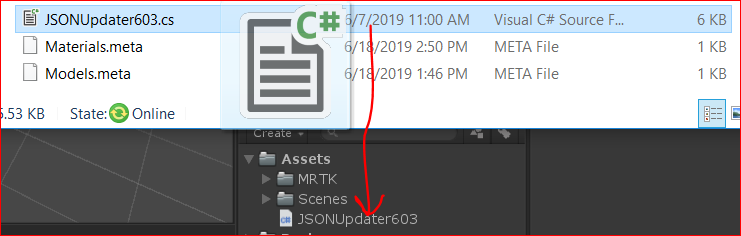 JSONUpdater603.cs 6/7/2019 11:00 AM Visual C# Source F... 6 KB
C#
Materials.meta 6/18/2019 2:50 PM META File 1 KB
Models.meta 6/18/2019 1:46 PM META File 1 KB
5.53 KB State: Online
Create
Assets
MRTK
Scenes
C# JSONUpdater603